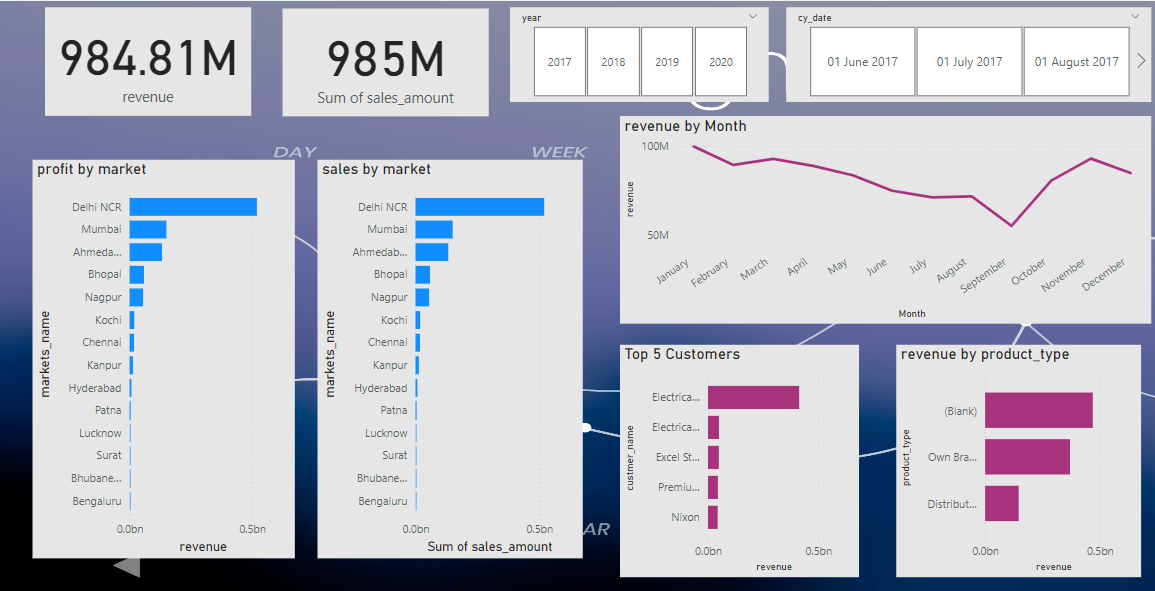 984.81M
revenue
985M
Sum of sales_amount
year
2017 2018 2019 2020
cy_date
01 June 2017 01 July 2017 01 August 2017
DAY
WEEK
profit by market
markets_name
Delhi NCR
Mumbai
Ahmeda...
Bhopal
Nagpur
Kochi
Chennai
Kanpur
Hyderabad
Patna
Lucknow
Surat
Bhubane...
Bengaluru
0.0bn 0.5bn
revenue
sales by market
markets_name
Delhi NCR
Mumbai
Ahmedab...
Bhopal
Nagpur
Kochi
Chennai
Kanpur
Hyderabad
Patna
Lucknow
Surat
Bhubane...
Bengaluru
0.0bn 0.5bn
Sum of sales_amount
AR
revenue by Month
revenue
100M
50M
January February March April May June July August September October November December
Month
Top 5 Customers
custmer_name
Electrica...
Electrica...
Excel St...
Premiu...
Nixon
0.0bn 0.5bn
revenue
revenue by product_type
product_type
(Blank)
Own Bra...
Distribut...
0.0bn 0.5bn
revenue